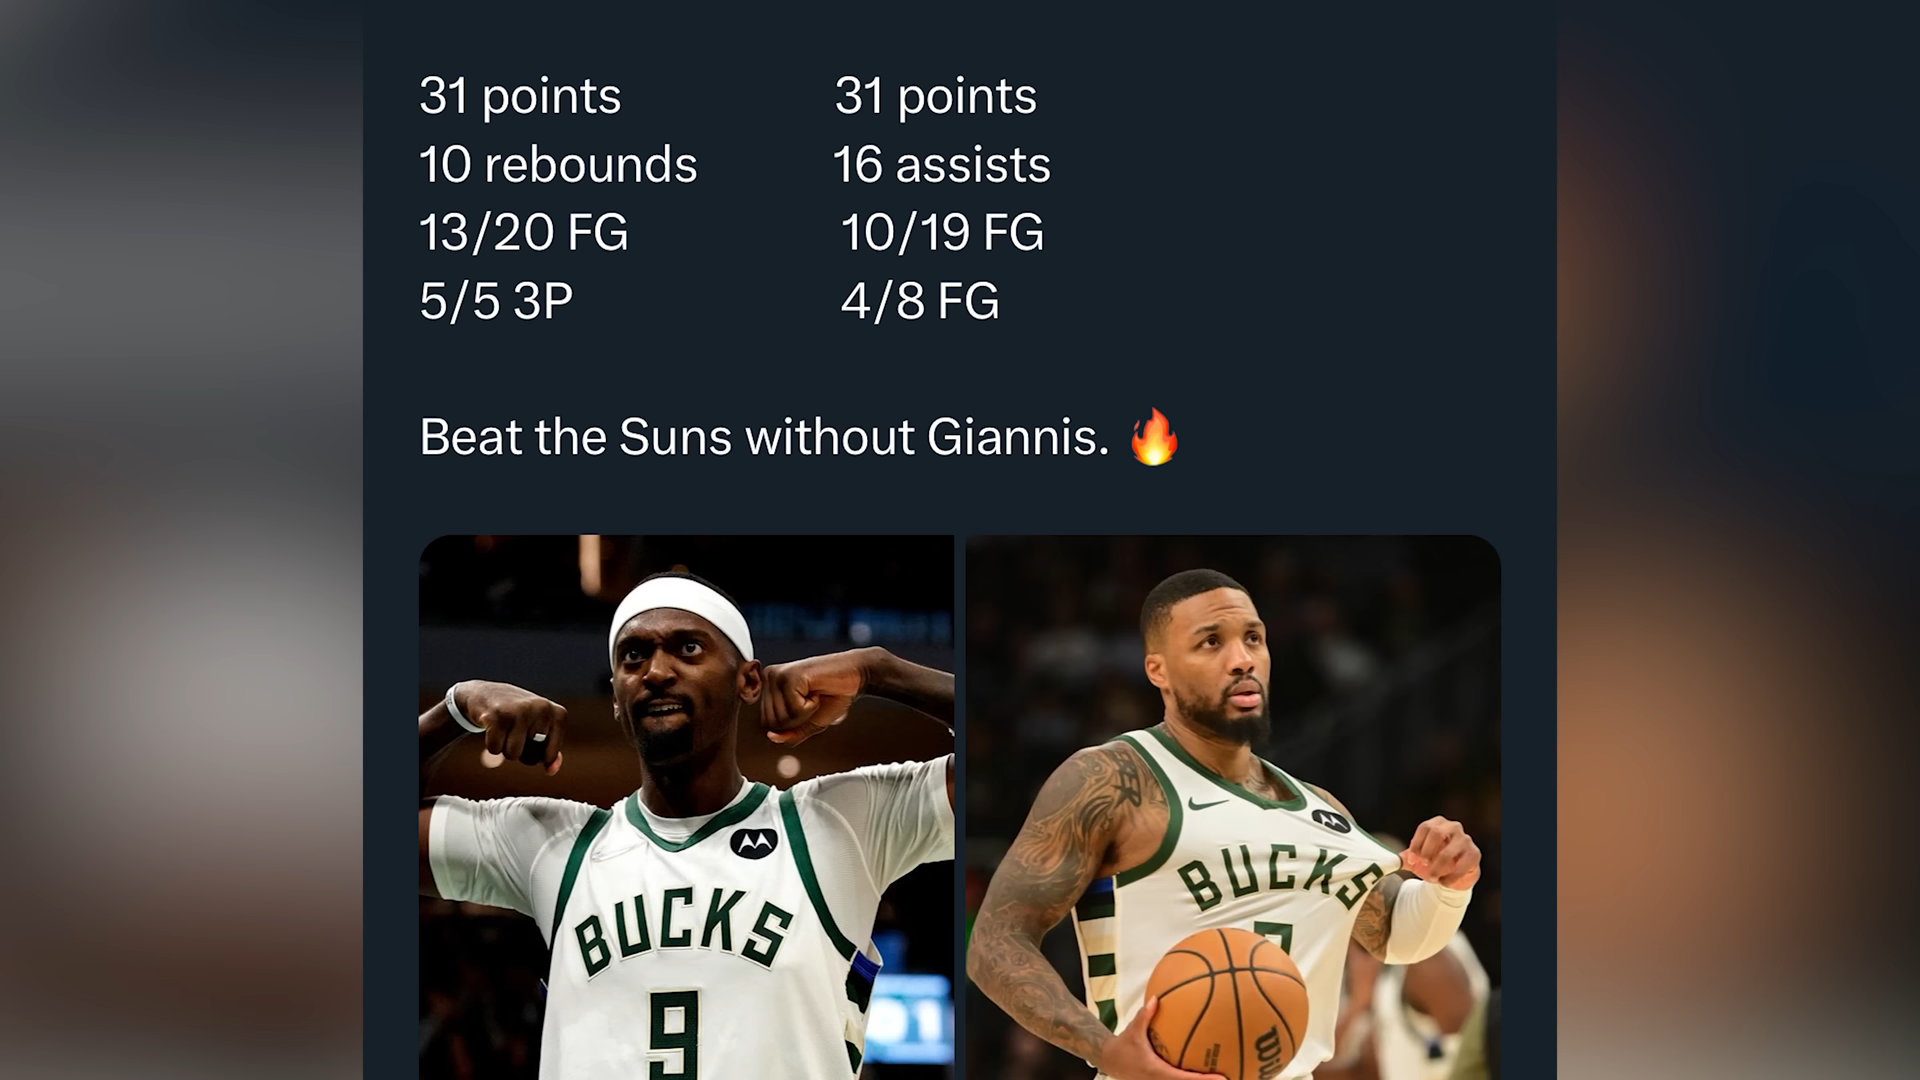 31 points 31 points
10 rebounds 16 assists
13/20 FG 10/19 FG
5/5 3P 4/8 FG
Beat the Suns without Giannis. 🔥
BUCKS
9
BUCKS